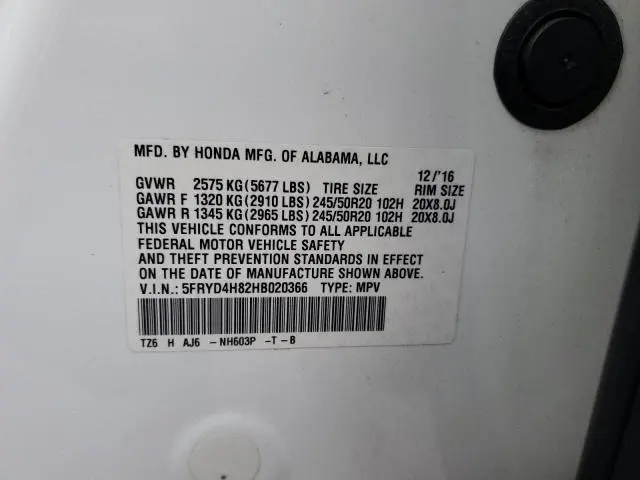 MFD. BY HONDA MFG. OF ALABAMA, LLC
12/'16
GVWR 2575 KG(5677 LBS) TIRE SIZE RIM SIZE
GAWR F 1320 KG(2910 LBS) 245/50R20 102H 20X8.0J
GAWR R 1345 KG(2965 LBS) 245/50R20 102H 20X8.0J
THIS VEHICLE CONFORMS TO ALL APPLICABLE
FEDERAL MOTOR VEHICLE SAFETY
AND THEFT PREVENTION STANDARDS IN EFFECT
ON THE DATE OF MANUFACTURE SHOWN ABOVE.
V.I.N.: 5FRYD4H82HB020366 TYPE: MPV
TZ6 H AJ6 -NH603P -T -B